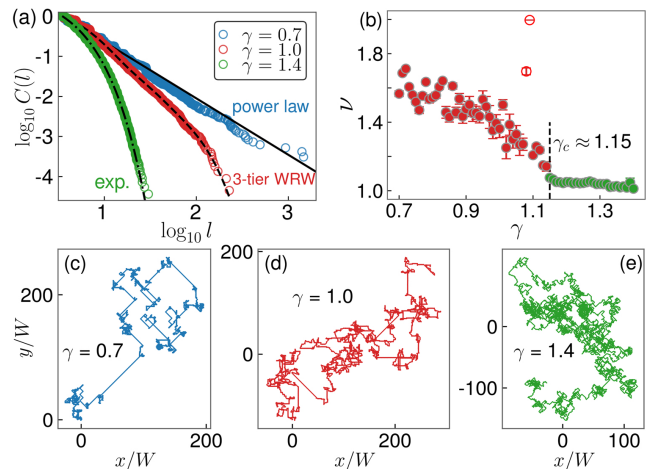 (a)
γ = 0.7
γ = 1.0
γ = 1.4
power law
3-tier WRW
exp.
log₁₀ C(l)
0
-1
-2
-3
-4
1
2
3
log₁₀ l
(b)
γ_c ≈ 1.15
ν
1.8
1.4
1.0
0.7
0.9
1.1
1.3
γ
(c)
γ = 0.7
y/W
200
0
0
200
x/W
(d)
γ = 1.0
200
0
0
200
x/W
(e)
γ = 1.4
0
-100
-100
0
100
x/W